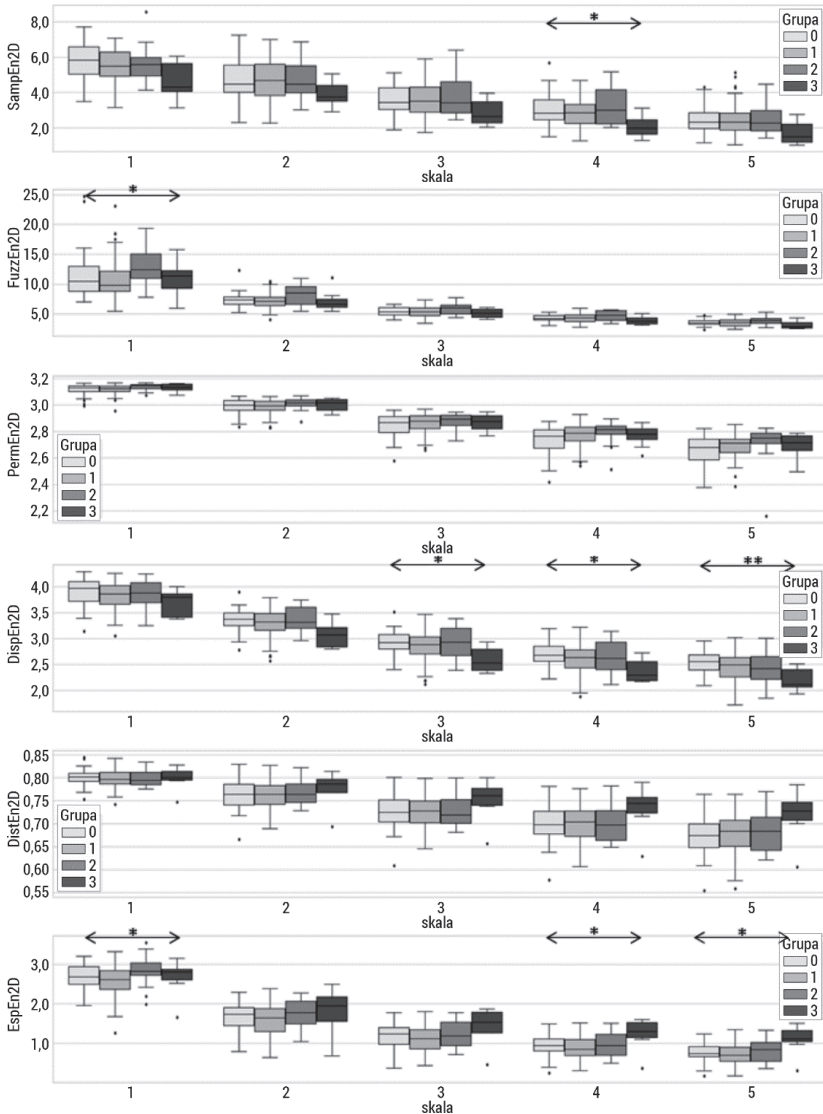 SampEn2D
8,0
6,0
4,0
2,0
*
Grupa
0
1
2
3
1 2 3 4 5
skala
FuzzEn2D
25,0
20,0
15,0
10,0
5,0
*
Grupa
0
1
2
3
1 2 3 4 5
skala
PermEn2D
3,2
3,0
2,8
2,6
2,4
2,2
Grupa
0
1
2
3
1 2 3 4 5
skala
DispEn2D
4,0
3,5
3,0
2,5
2,0
* * **
Grupa
0
1
2
3
1 2 3 4 5
skala
DistEn2D
0,85
0,80
0,75
0,70
0,65
0,60
0,55
Grupa
0
1
2
3
1 2 3 4 5
skala
EspEn2D
3,0
2,0
1,0
* * *
Grupa
0
1
2
3
1 2 3 4 5
skala